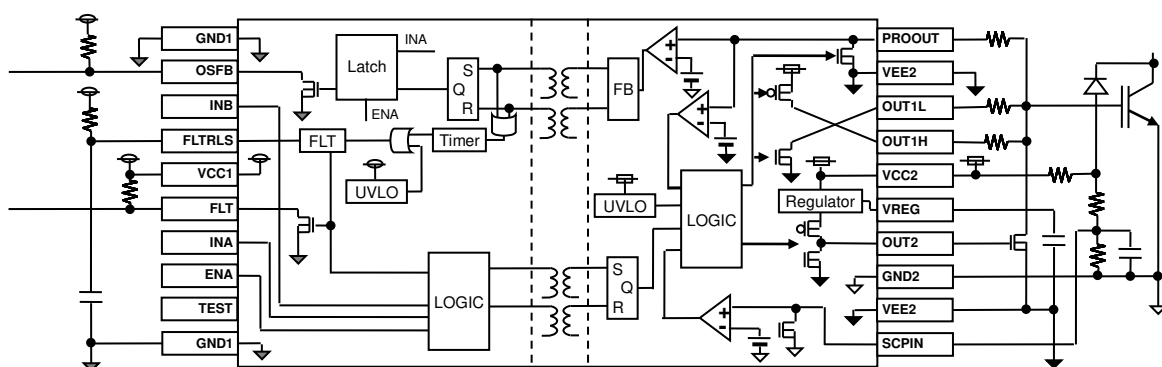 GND1
OSFB
INB
FLTRLS
VCC1
FLT
INA
ENA
TEST
GND1
Latch
INA
ENA
S
Q
R
FLT
Timer
UVLO
LOGIC
FB
+
-
+
-
UVLO
LOGIC
Regulator
S
Q
R
+
-
PROOUT
VEE2
OUT1L
OUT1H
VCC2
VREG
OUT2
GND2
VEE2
SCPIN